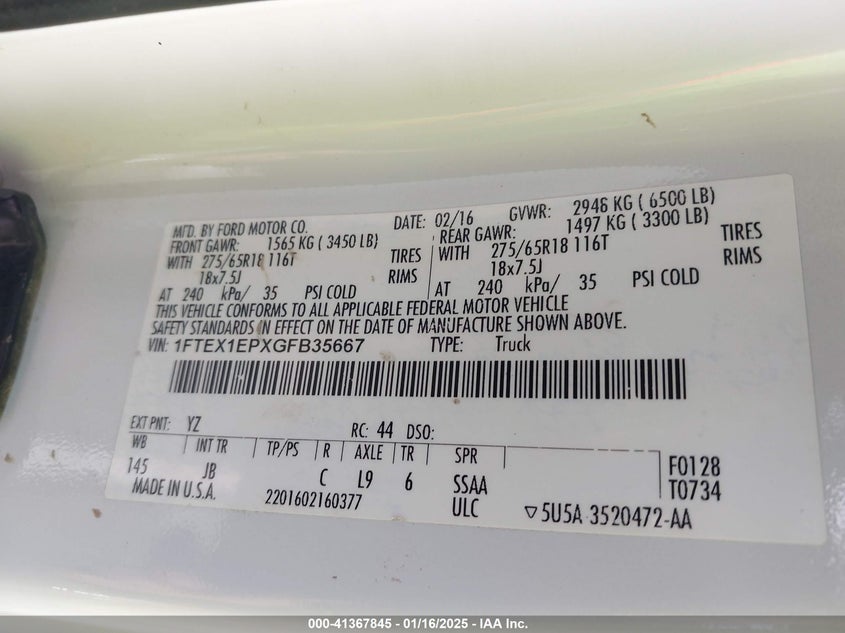 MFD. BY FORD MOTOR CO. DATE: 02/16 GVWR: 2948 KG ( 6500 LB)
FRONT GAWR: 1565 KG ( 3450 LB) REAR GAWR: 1497 KG ( 3300 LB)
WITH 275/65R18 116T TIRES WITH 275/65R18 116T TIRES
18x7.5J RIMS 18x7.5J RIMS
AT 240 kPa/ 35 PSI COLD AT 240 kPa/ 35 PSI COLD
THIS VEHICLE CONFORMS TO ALL APPLICABLE FEDERAL MOTOR VEHICLE
SAFETY STANDARDS IN EFFECT ON THE DATE OF MANUFACTURE SHOWN ABOVE.
VIN: 1FTEX1EPXGFB35667 TYPE: Truck
EXT PNT: YZ RC: 44 DSO:
WB INT TR TP/PS R AXLE TR SPR
145 JB C L9 6 SSAA F0128
MADE IN U.S.A. 2201602160377 ULC T0734
▽5U5A-3520472-AA
000-41367845 - 01/16/2025 - IAA Inc.